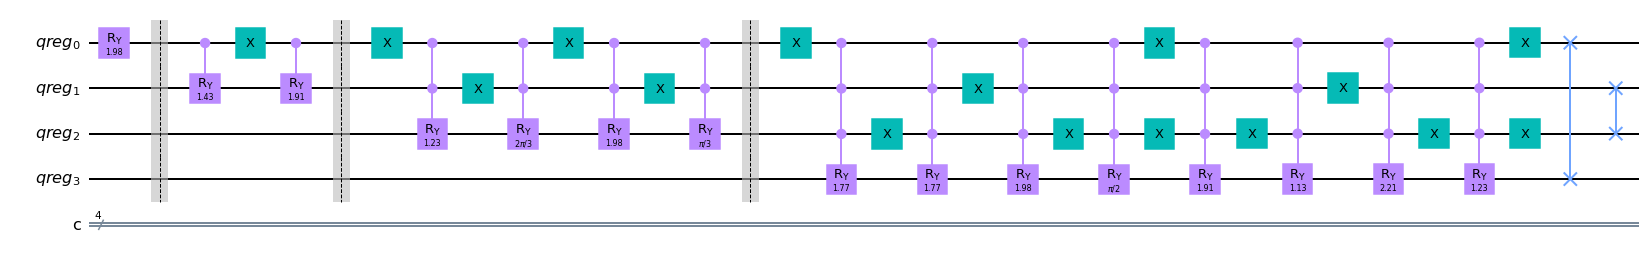 qreg0 RY 1.98 X X X X X X
RY 1.43 RY 1.91
qreg1 X X X X
RY 1.23 RY 2π/3 RY 1.98 RY π/3
qreg2 X X X X X X
RY 1.77 RY 1.77 RY 1.98 RY π/2 RY 1.91 RY 1.13 RY 2.21 RY 1.23
qreg3
4
c